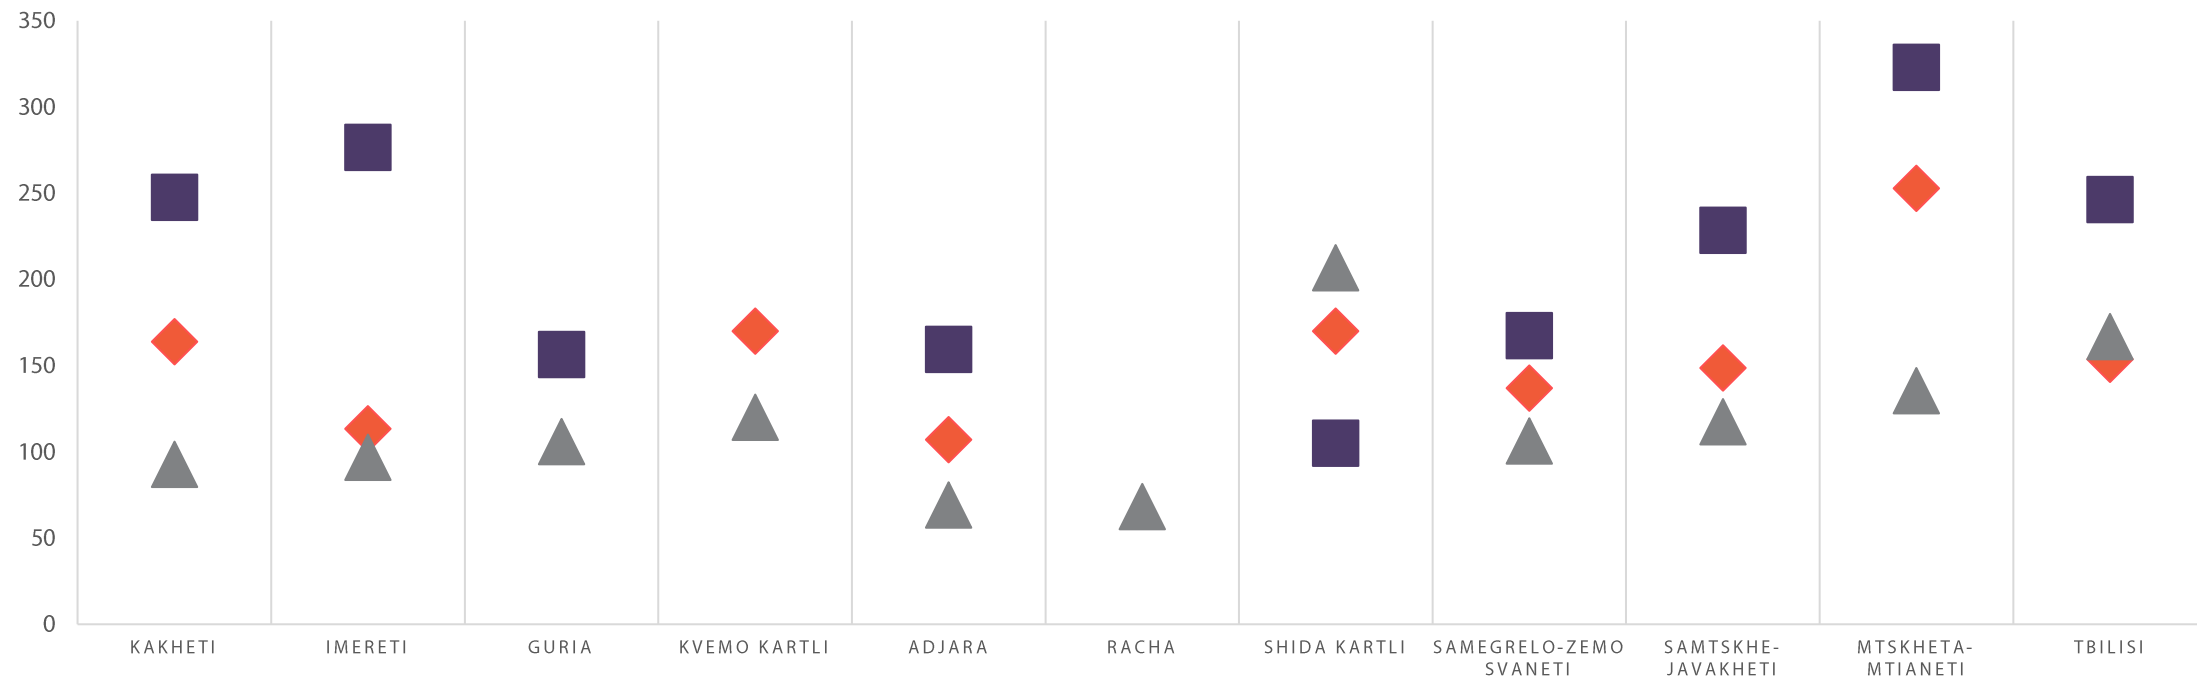 350
300
250
200
150
100
50
0
KAKHETI
IMERETI
GURIA
KVEMO KARTLI
ADJARA
RACHA
SHIDA KARTLI
SAMEGRELO-ZEMO
SVANETI
SAMTSKHE-
JAVAKHETI
MTSKHETA-
MTIANETI
TBILISI